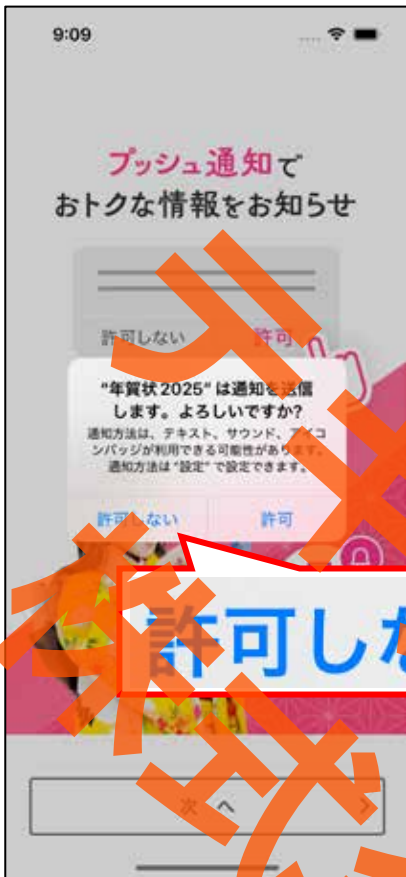 9:09
プッシュ通知で
おトクな情報をお知らせ
許可しない 許可
"年賀状 2025" は通知を送信
します。よろしいですか?
通知方法は、テキスト、サウンド、アイコ
ンバッジが利用できる可能性があります。
通知方法は"設定"で設定できます。
許可しない 許可
許可しな
次 へ
株式